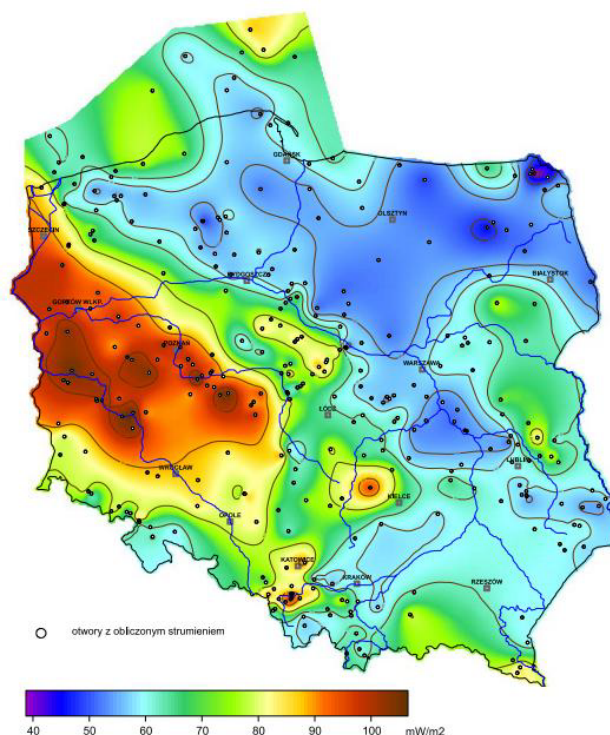 GDAŃSK
OLSZTYN
SZCZECIN
BYDGOSZCZ
BIAŁYSTOK
GORZÓW WLKP.
POZNAŃ
WARSZAWA
ŁÓDŹ
LUBLIN
WROCŁAW
KIELCE
OPOLE
KATOWICE
KRAKÓW
RZESZÓW
otwory z obliczonym strumieniem
40 50 60 70 80 90 100 mW/m2